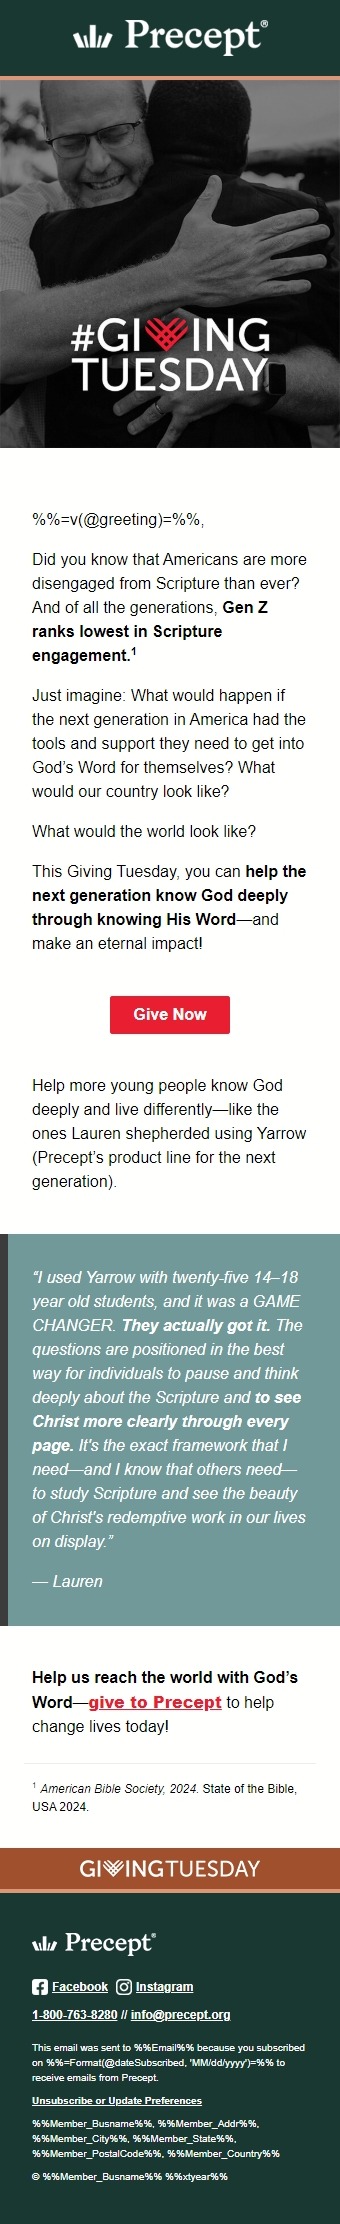 Precept®
#GIVING
TUESDAY
%%=v(@greeting)=%%,
Did you know that Americans are more
disengaged from Scripture than ever?
And of all the generations, Gen Z
ranks lowest in Scripture
engagement.¹
Just imagine: What would happen if
the next generation in America had the
tools and support they need to get into
God’s Word for themselves? What
would our country look like?
What would the world look like?
This Giving Tuesday, you can help the
next generation know God deeply
through knowing His Word—and
make an eternal impact!
Give Now
Help more young people know God
deeply and live differently—like the
ones Lauren shepherded using Yarrow
(Precept’s product line for the next
generation).
“I used Yarrow with twenty-five 14–18
year old students, and it was a GAME
CHANGER. They actually got it. The
questions are positioned in the best
way for individuals to pause and think
deeply about the Scripture and to see
Christ more clearly through every
page. It's the exact framework that I
need—and I know that others need—
to study Scripture and see the beauty
of Christ's redemptive work in our lives
on display.”
— Lauren
Help us reach the world with God’s
Word—give to Precept to help
change lives today!
¹ American Bible Society, 2024. State of the Bible,
USA 2024.
GIVINGTUESDAY
Precept®
Facebook Instagram
1-800-763-8280 // info@precept.org
This email was sent to %%Email%% because you subscribed
on %%=Format(@dateSubscribed, 'MM/dd/yyyy')=%% to
receive emails from Precept.
Unsubscribe or Update Preferences
%%Member_Busname%%, %%Member_Addr%%,
%%Member_City%%, %%Member_State%%,
%%Member_PostalCode%%, %%Member_Country%%
© %%Member_Busname%% %%xtyear%%